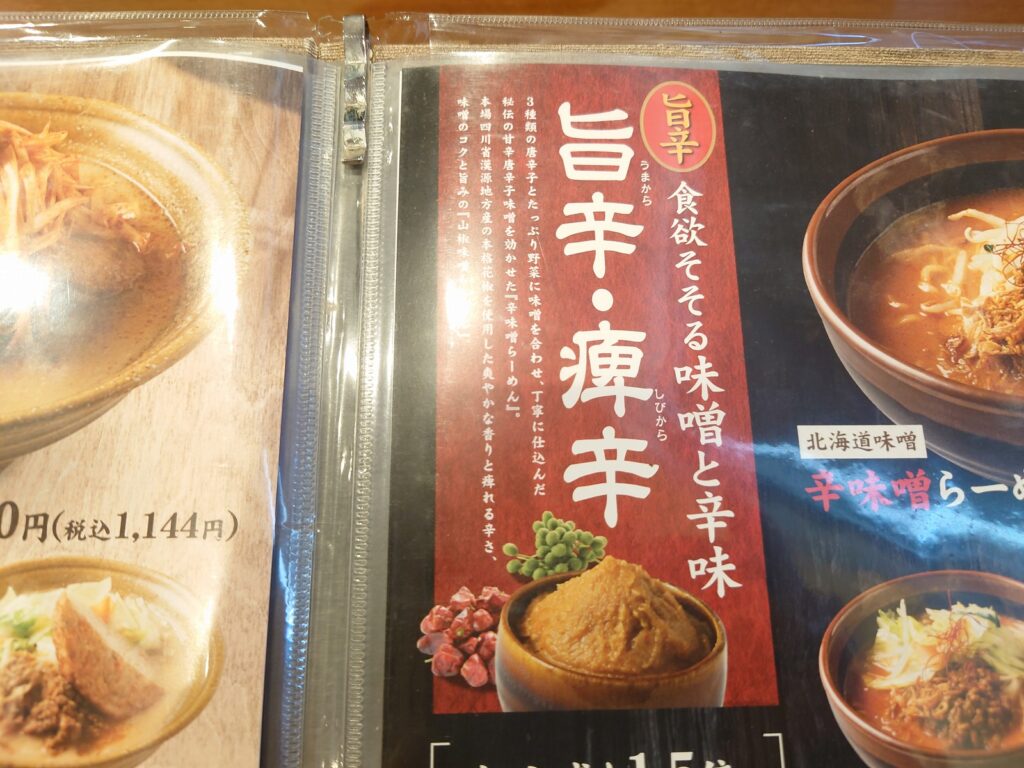 旨辛
食欲そそる味噌と辛味
旨辛・痺辛
うまから
しびから
3種類の唐辛子とたっぷり野菜に味噌を合わせ、丁寧に仕込んだ
秘伝の甘辛唐辛子味噌を効かせた『辛味噌らーめん』。
本場四川省漢源地方産の本格花椒を使用した爽やかな香りと痺れる辛さ、
味噌のコクと旨みの『山椒味噌
北海道味噌
辛味噌らーめ
0円(税込1,144円)
1.5倍